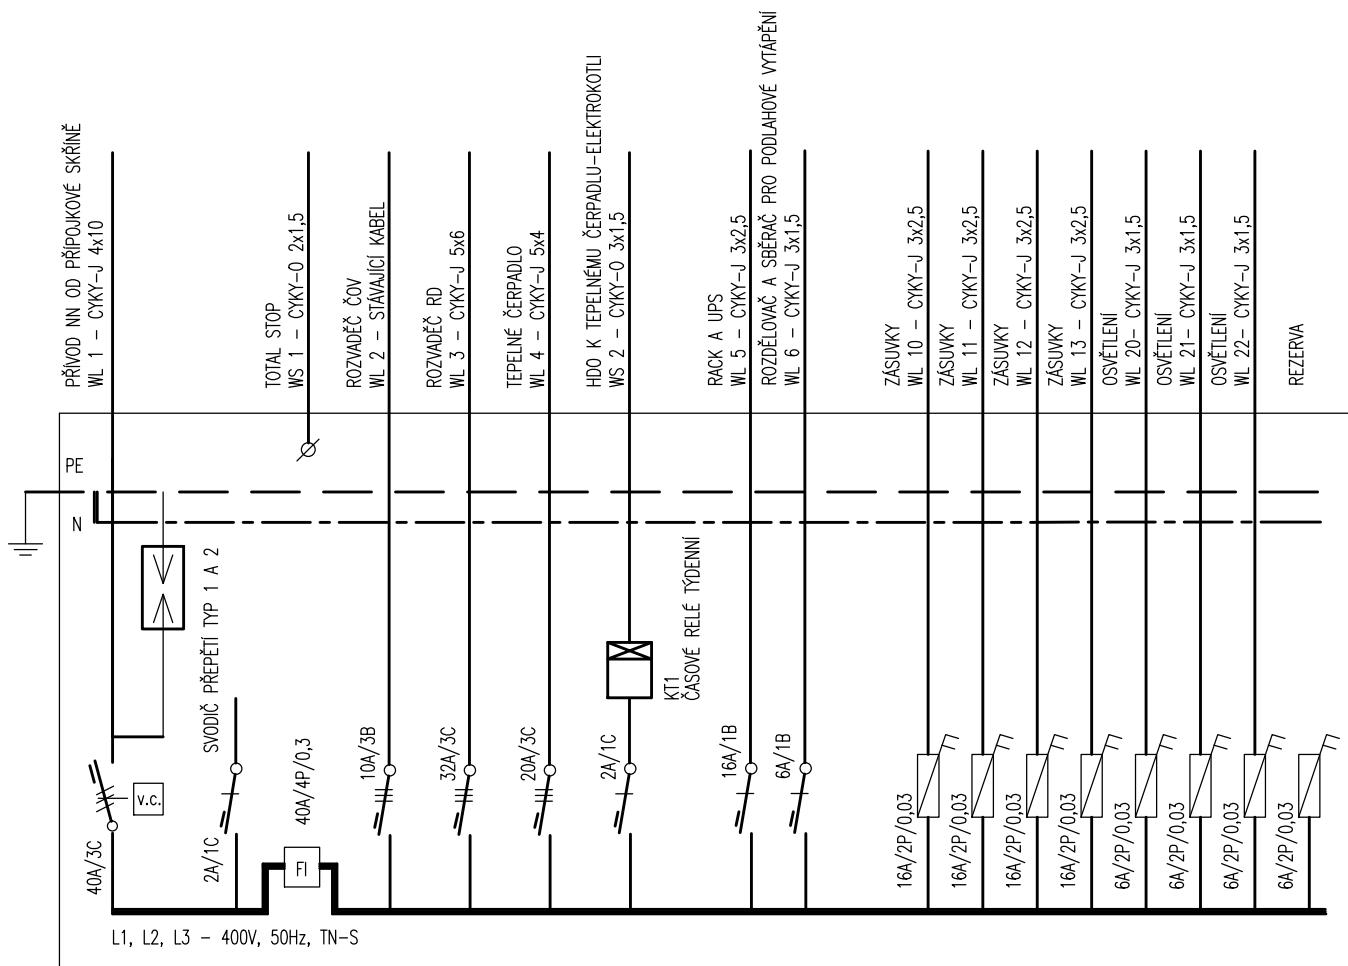 PŘÍVOD NN OD PŘÍPOJKOVÉ SKŘÍNĚ
WL 1 - CYKY-J 4x10
TOTAL STOP
WS 1 - CYKY-O 2x1,5
ROZVADĚČ ČOV
WL 2 - STÁVAJÍCÍ KABEL
ROZVADĚČ RD
WL 3 - CYKY-J 5x6
TEPELNÉ ČERPADLO
WL 4 - CYKY-J 5x4
HDO K TEPELNÉMU ČERPADLU-ELEKTROKOTLI
WS 2 - CYKY-O 3x1,5
RACK A UPS
WL 5 - CYKY-J 3x2,5
ROZDĚLOVAČ A SBĚRAČ PRO PODLAHOVÉ VYTÁPĚNÍ
WL 6 - CYKY-J 3x1,5
ZÁSUVKY
WL 10 - CYKY-J 3x2,5
ZÁSUVKY
WL 11 - CYKY-J 3x2,5
ZÁSUVKY
WL 12 - CYKY-J 3x2,5
ZÁSUVKY
WL 13 - CYKY-J 3x2,5
OSVĚTLENÍ
WL 20- CYKY-J 3x1,5
OSVĚTLENÍ
WL 21- CYKY-J 3x1,5
OSVĚTLENÍ
WL 22- CYKY-J 3x1,5
REZERVA
PE
N
SVODIČ PŘEPĚTÍ TYP 1 A 2
KT1
ČASOVÉ RELÉ TÝDENNÍ
v.c.
40A/3C
2A/1C
40A/4P/0,3
FI
10A/3B
32A/3C
20A/3C
2A/1C
16A/1B
6A/1B
16A/2P/0,03
16A/2P/0,03
16A/2P/0,03
16A/2P/0,03
6A/2P/0,03
6A/2P/0,03
6A/2P/0,03
6A/2P/0,03
L1, L2, L3 - 400V, 50Hz, TN-S